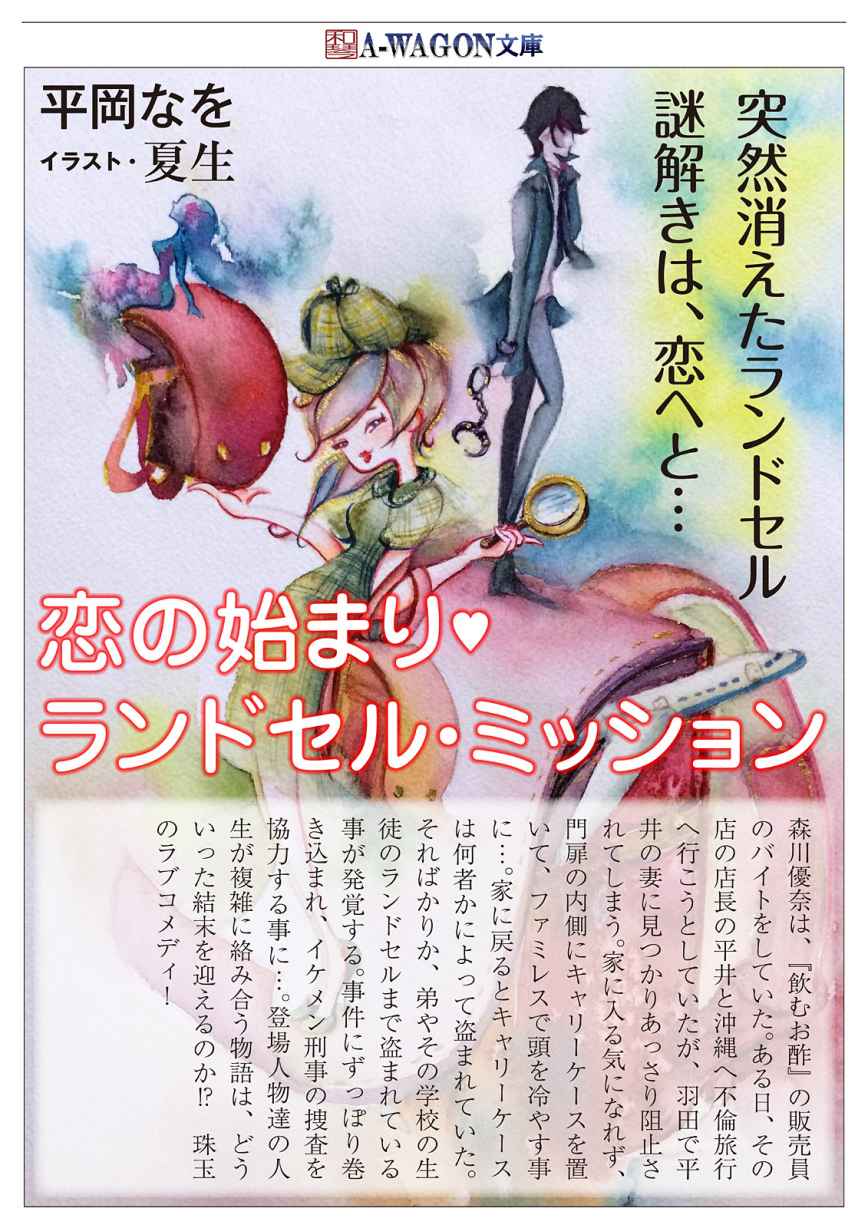 和琴
A-WAGON文庫
平岡なを
イラスト・夏生
突然消えたランドセル
謎解きは、恋へと…
恋の始まり♥
ランドセル・ミッション
森川優奈は、『飲むお酢』の販売員
のバイトをしていた。ある日、その
店の店長の平井と沖縄へ不倫旅行
へ行こうとしていたが、羽田で平
井の妻に見つかりあっさり阻止さ
れてしまう。家に入る気になれず、
門扉の内側にキャリーケースを置
いて、ファミレスで頭を冷やす事
に…。家に戻るとキャリーケース
は何者かによって盗まれていた。
そればかりか、弟やその学校の生
徒のランドセルまで盗まれている
事が発覚する。事件にずっぽり巻
き込まれ、イケメン刑事の捜査を
協力する事に…。登場人物達の人
生が複雑に絡み合う物語は、どう
いった結末を迎えるのか!?　珠玉
のラブコメディ！